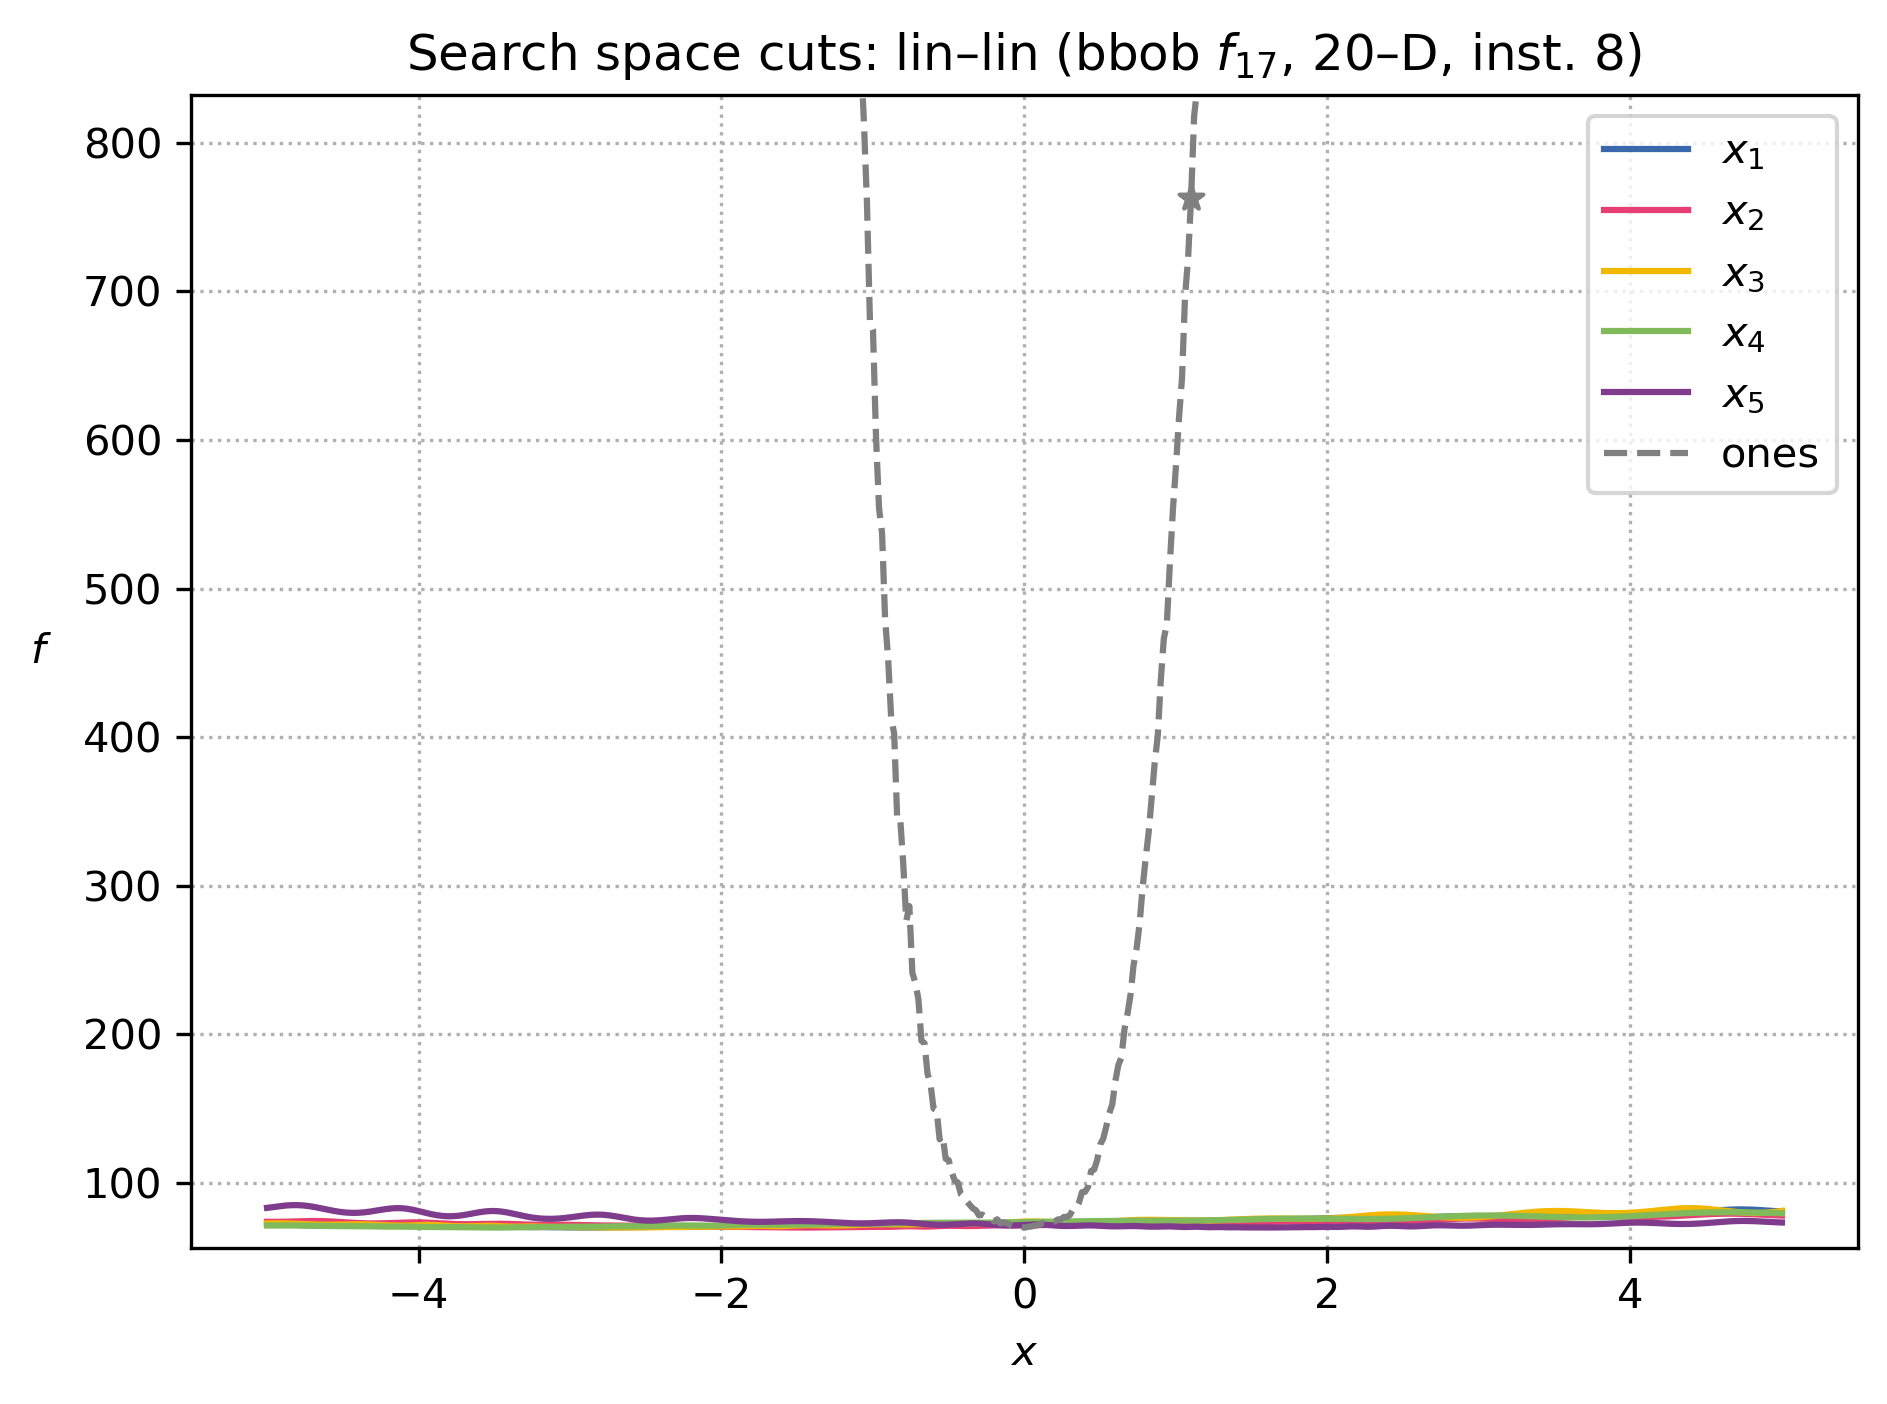 Search space cuts: lin–lin (bbob f17, 20–D, inst. 8)
800
700
600
500
400
300
200
100
f
−4
−2
0
2
4
x
x1
x2
x3
x4
x5
ones